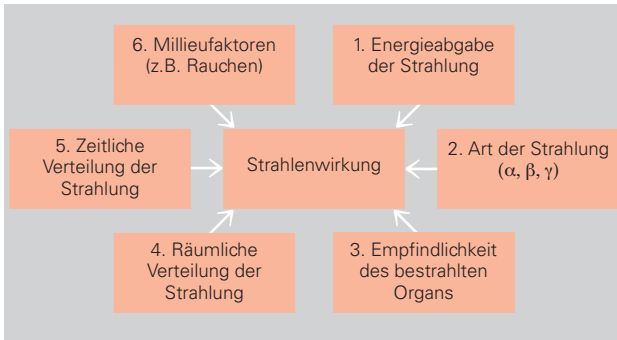 6. Millieufaktoren
(z.B. Rauchen)
1. Energieabgabe
der Strahlung
5. Zeitliche
Verteilung der
Strahlung
Strahlenwirkung
2. Art der Strahlung
(α, β, γ)
4. Räumliche
Verteilung der
Strahlung
3. Empfindlichkeit
des bestrahlten
Organs